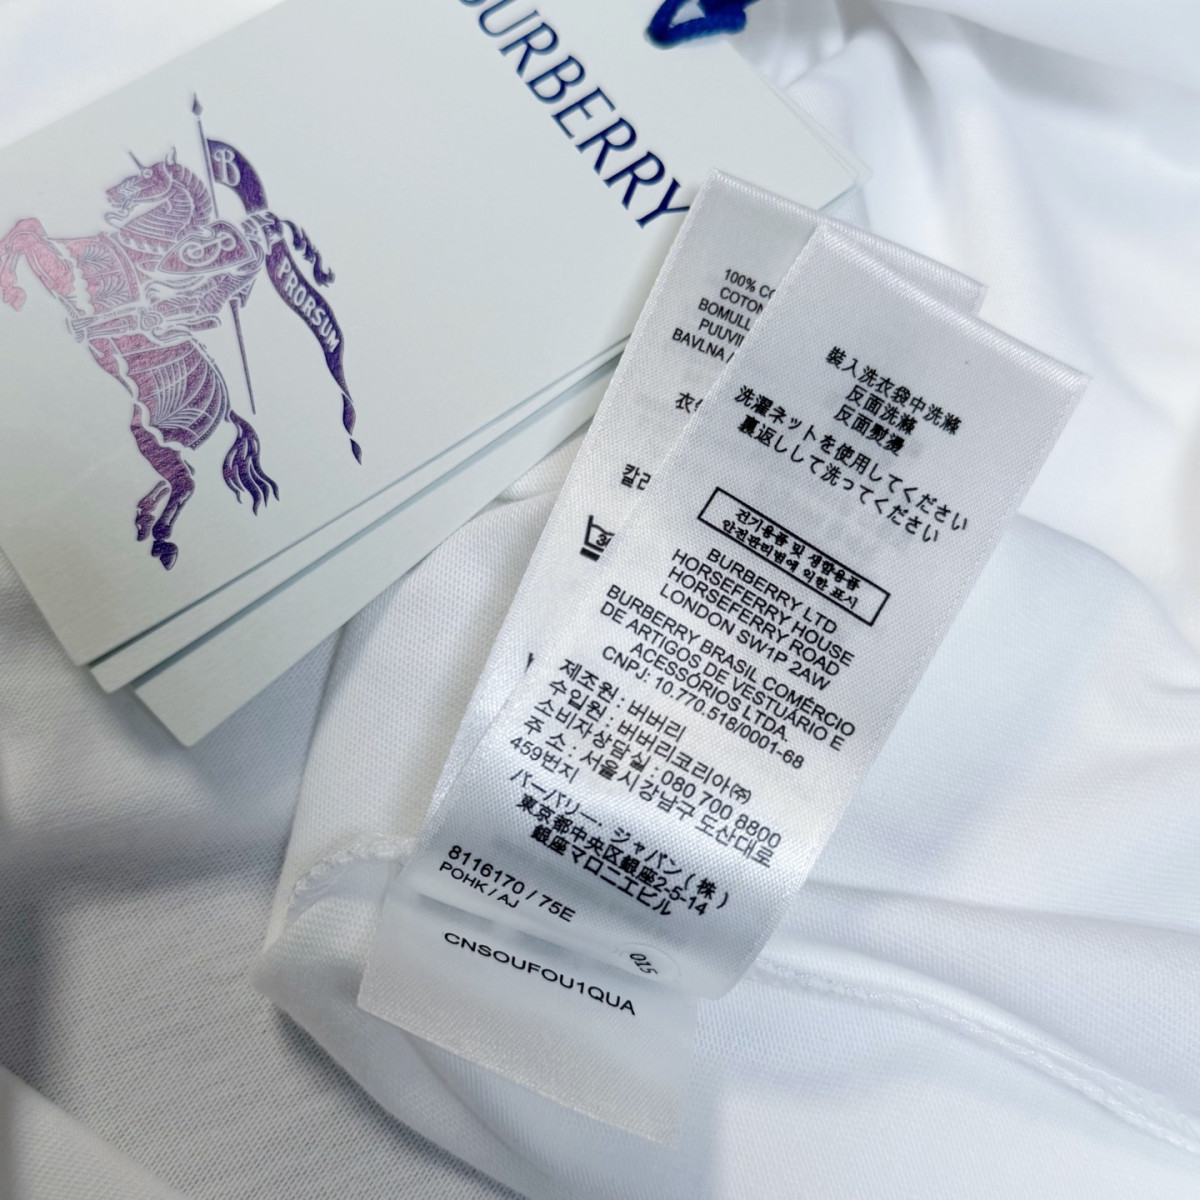 BURBERRY
B
PRORSUM
100% CO
COTON
BOMULL
PUUVIL
BAVLNA
衣
칼라
裝入洗衣袋中洗滌
反面洗滌
反面熨燙
洗濯ネットを使用してください
裏返しして洗ってください
전기용품 및 생활용품
안전관리법에 의한 표시
BURBERRY LTD
HORSEFERRY HOUSE
HORSEFERRY ROAD
LONDON SW1P 2AW
BURBERRY BRASIL COMÉRCIO
DE ARTIGOS DE VESTUÁRIO E
ACESSÓRIOS LTDA.
CNPJ: 10.770.518/0001-68
제조원 : 버버리
수입원 : 버버리코리아㈜
소비자상담실 : 080 700 8800
주 소 : 서울시 강남구 도산대로
459번지
バーバリー・ジャパン(株)
東京都中央区銀座2-5-14
銀座マロニエビル
8116170 / 75E
POHK / AJ
015
CNSOUFOU1QUA